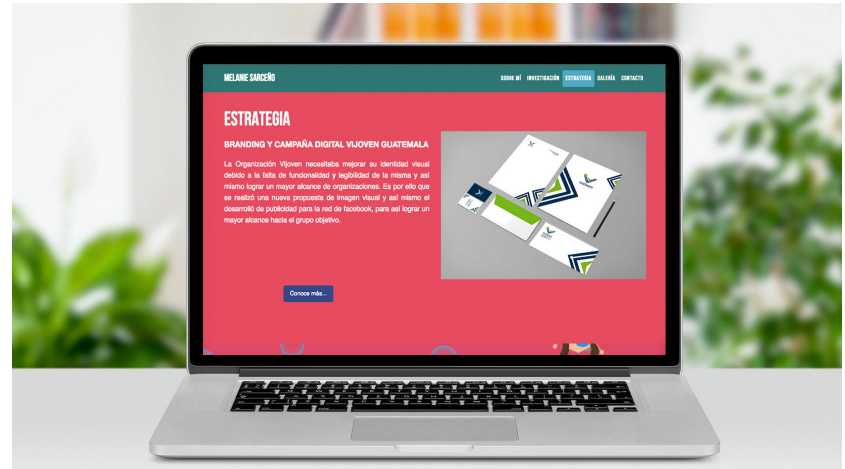 MELANIE SARCEÑO
SOBRE MÍ INVESTIGACIÓN ESTRATEGIA GALERÍA CONTACTO
ESTRATEGIA
BRANDING Y CAMPAÑA DIGITAL VIJOVEN GUATEMALA
La Organización Vijoven necesitaba mejorar su identidad visual
debido a la falta de funcionalidad y legibilidad de la misma y así
mismo lograr un mayor alcance de organizaciones. Es por ello que
se realizó una nueva propuesta de imagen visual y así mismo el
desarrolló de publicidad para la red de facebook, para así lograr un
mayor alcance hacia el grupo objetivo.
Conoce más...